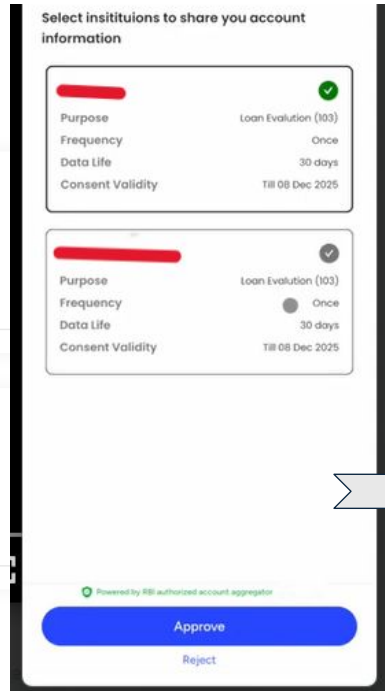 Select insitituions to share you account
information
Purpose Loan Evalution (103)
Frequency Once
Data Life 30 days
Consent Validity Till 08 Dec 2025
Purpose Loan Evalution (103)
Frequency Once
Data Life 30 days
Consent Validity Till 08 Dec 2025
Powered by RBI authorized account aggregator
Approve
Reject